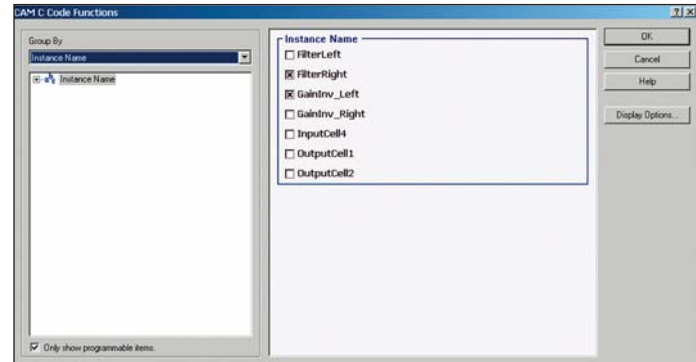 CAM C Code Functions
Group By
Instance Name
Instance Name
Only show programmable items.
Instance Name
FilterLeft
FilterRight
GainInv_Left
GainInv_Right
InputCell4
OutputCell1
OutputCell2
OK
Cancel
Help
Display Options...